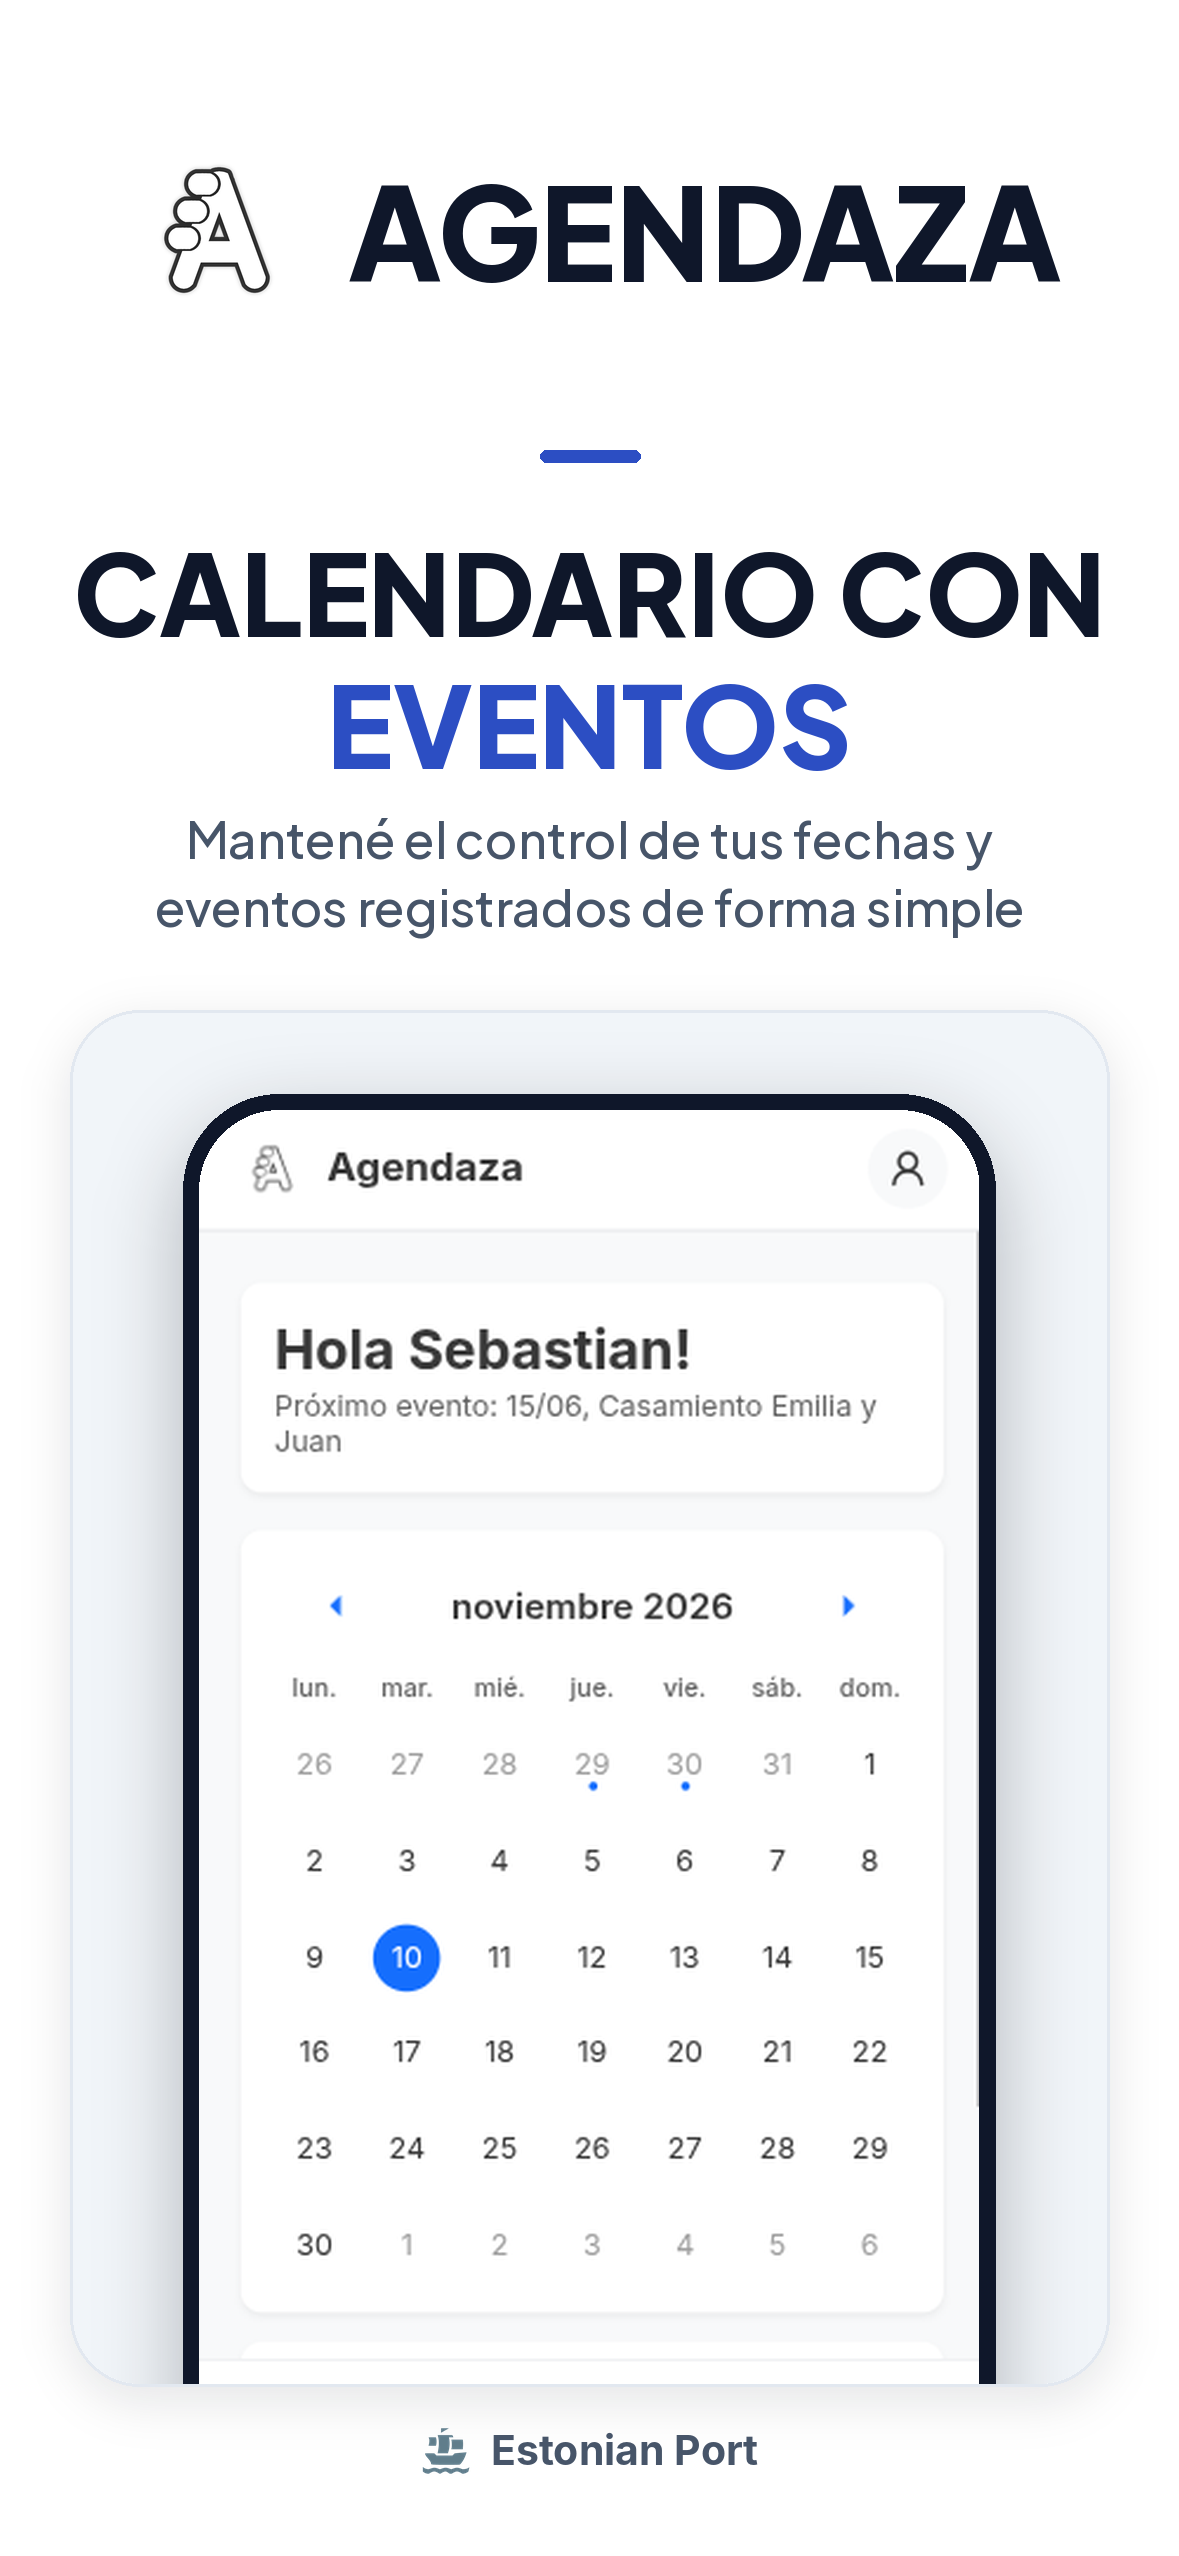 AGENDAZA
CALENDARIO CON
EVENTOS
Mantené el control de tus fechas y
eventos registrados de forma simple
Agendaza
Hola Sebastian!
Próximo evento: 15/06, Casamiento Emilia y
Juan
noviembre 2026
lun. mar. mié. jue. vie. sáb. dom.
26 27 28 29 30 31 1
2 3 4 5 6 7 8
9 10 11 12 13 14 15
16 17 18 19 20 21 22
23 24 25 26 27 28 29
30 1 2 3 4 5 6
Estonian Port